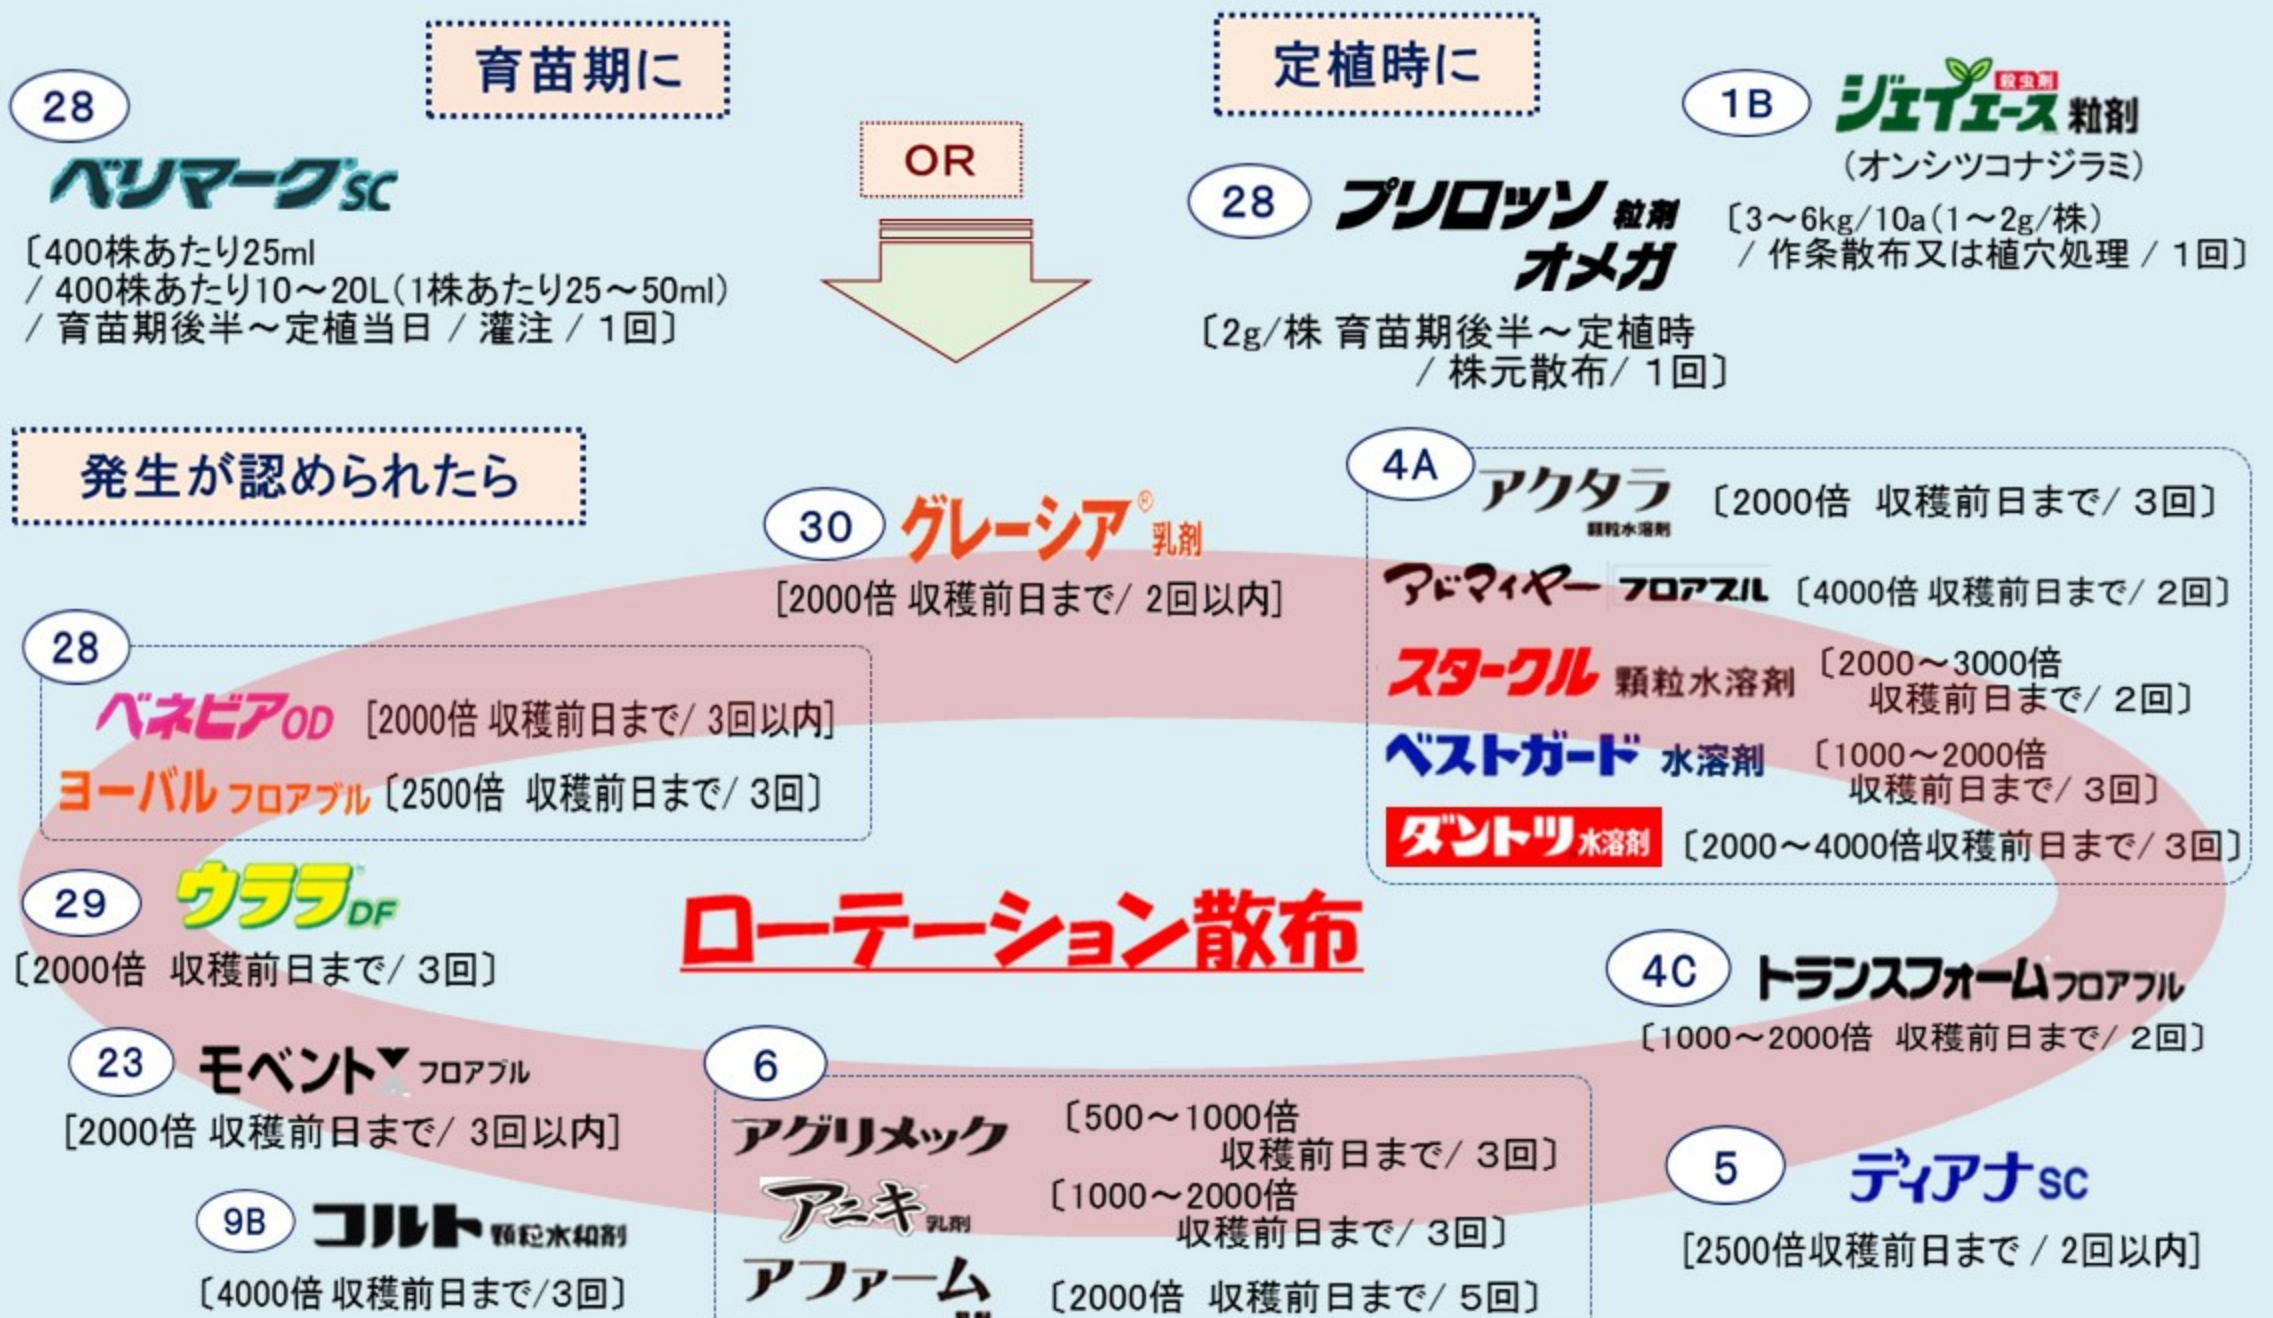 育苗期に
28
ベリマークSC
〔400株あたり25ml
/ 400株あたり10～20L(1株あたり25～50ml)
/ 育苗期後半～定植当日 / 灌注 / 1回〕
OR
定植時に
1B
ジェイエース 殺虫剤 粒剤
(オンシツコナジラミ)
〔3～6kg/10a(1～2g/株)
/ 作条散布又は植穴処理 / 1回〕
28
プリロッソ 粒剤
オメガ
〔2g/株 育苗期後半～定植時
/ 株元散布/ 1回〕
発生が認められたら
30
グレーシア® 乳剤
[2000倍 収穫前日まで/ 2回以内]
4A
アクタラ 〔2000倍 収穫前日まで/ 3回〕
顆粒水溶剤
アドマイヤー フロアブル 〔4000倍 収穫前日まで/ 2回〕
スタークル 顆粒水溶剤 〔2000～3000倍
収穫前日まで/ 2回〕
ベストガード 水溶剤 〔1000～2000倍
収穫前日まで/ 3回〕
ダントツ 水溶剤 〔2000～4000倍収穫前日まで/ 3回〕
28
ベネビアOD [2000倍 収穫前日まで/ 3回以内]
ヨーバル フロアブル 〔2500倍 収穫前日まで/ 3回〕
29
ウララDF
〔2000倍 収穫前日まで/ 3回〕
ローテーション散布
4C
トランスフォームフロアブル
〔1000～2000倍 収穫前日まで/ 2回〕
23
モベント フロアブル
[2000倍 収穫前日まで/ 3回以内]
6
アグリメック 〔500～1000倍
収穫前日まで/ 3回〕
アニキ 乳剤 〔1000～2000倍
収穫前日まで/ 3回〕
アファーム 〔2000倍 収穫前日まで/ 5回〕
5
ディアナSC
[2500倍収穫前日まで / 2回以内]
9B
コルト 顆粒水和剤
〔4000倍 収穫前日まで/3回〕